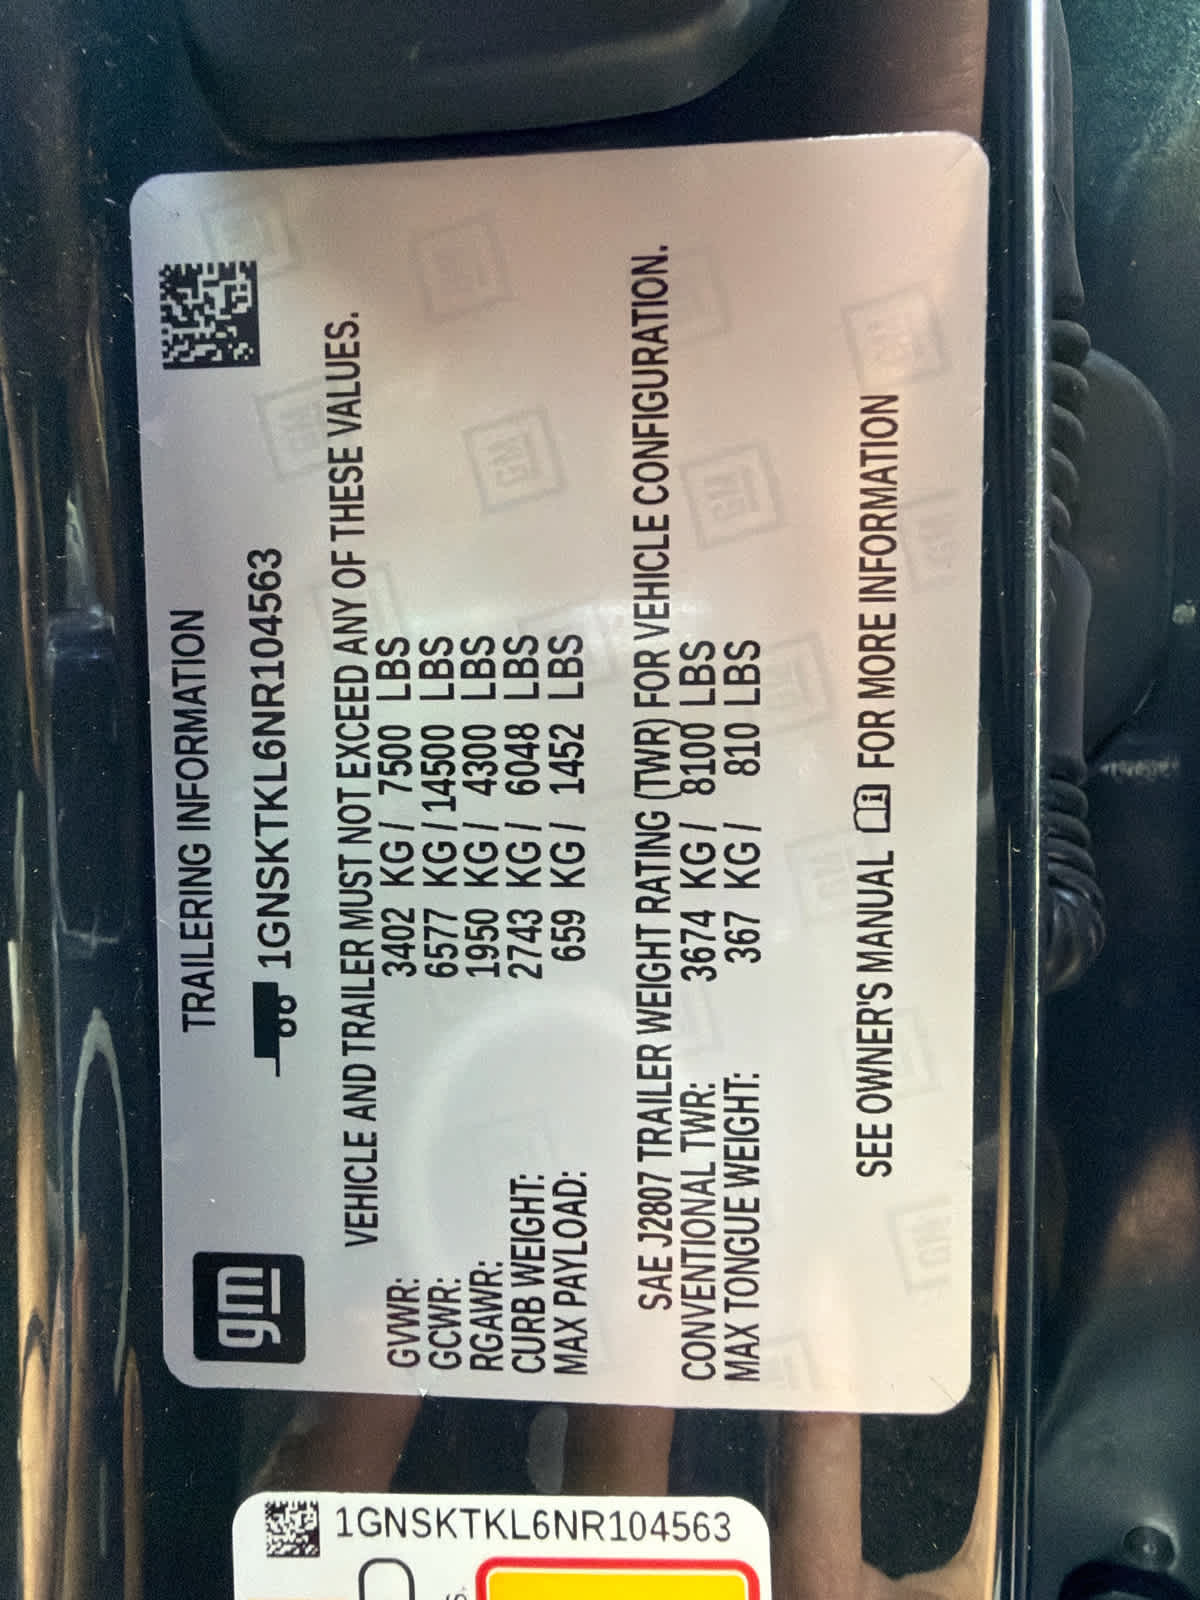 gm
TRAILERING INFORMATION
1GNSKTKL6NR104563
VEHICLE AND TRAILER MUST NOT EXCEED ANY OF THESE VALUES.
GVWR: 3402 KG / 7500 LBS
GCWR: 6577 KG / 14500 LBS
RGAWR: 1950 KG / 4300 LBS
CURB WEIGHT: 2743 KG / 6048 LBS
MAX PAYLOAD: 659 KG / 1452 LBS
SAE J2807 TRAILER WEIGHT RATING (TWR) FOR VEHICLE CONFIGURATION.
CONVENTIONAL TWR: 3674 KG / 8100 LBS
MAX TONGUE WEIGHT: 367 KG / 810 LBS
SEE OWNER'S MANUAL FOR MORE INFORMATION
1GNSKTKL6NR104563